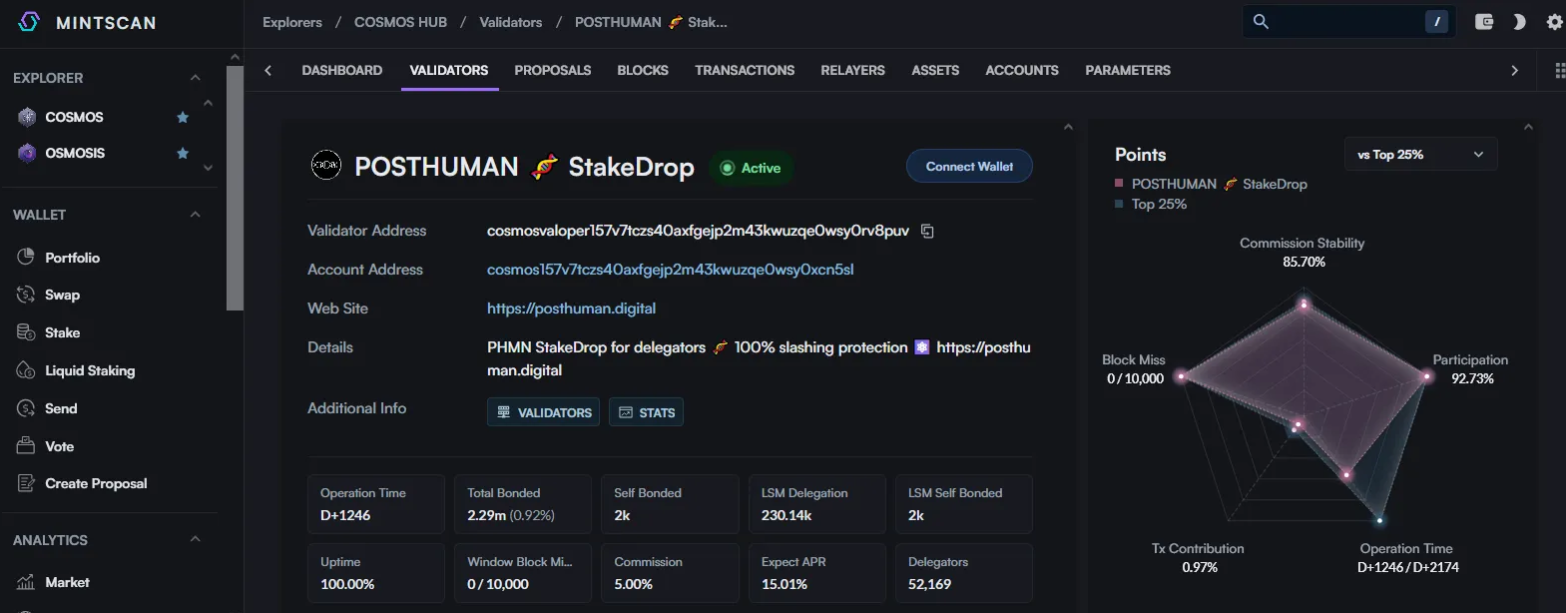 MINTSCAN
Explorers / COSMOS HUB / Validators / POSTHUMAN 🧬 Stak...
/
EXPLORER
COSMOS
OSMOSIS
WALLET
Portfolio
Swap
Stake
Liquid Staking
Send
Vote
Create Proposal
ANALYTICS
Market
DASHBOARD VALIDATORS PROPOSALS BLOCKS TRANSACTIONS RELAYERS ASSETS ACCOUNTS PARAMETERS
POSTHUMAN 🧬 StakeDrop Active Connect Wallet
Validator Address cosmosvaloper157v7tczs40axfgejp2m43kwuzqe0wsy0rv8puv
Account Address cosmos157v7tczs40axfgejp2m43kwuzqe0wsy0xcn5sl
Web Site https://posthuman.digital
Details PHMN StakeDrop for delegators 🧬 100% slashing protection ⚛️ https://posthu
man.digital
Additional Info VALIDATORS STATS
Operation Time Total Bonded Self Bonded LSM Delegation LSM Self Bonded
D+1246 2.29m (0.92%) 2k 230.14k 2k
Uptime Window Block Mi... Commission Expect APR Delegators
100.00% 0 / 10,000 5.00% 15.01% 52,169
Points vs Top 25%
POSTHUMAN 🧬 StakeDrop
Top 25%
Commission Stability
85.70%
Block Miss Participation
0 / 10,000 92.73%
Tx Contribution Operation Time
0.97% D+1246 / D+2174